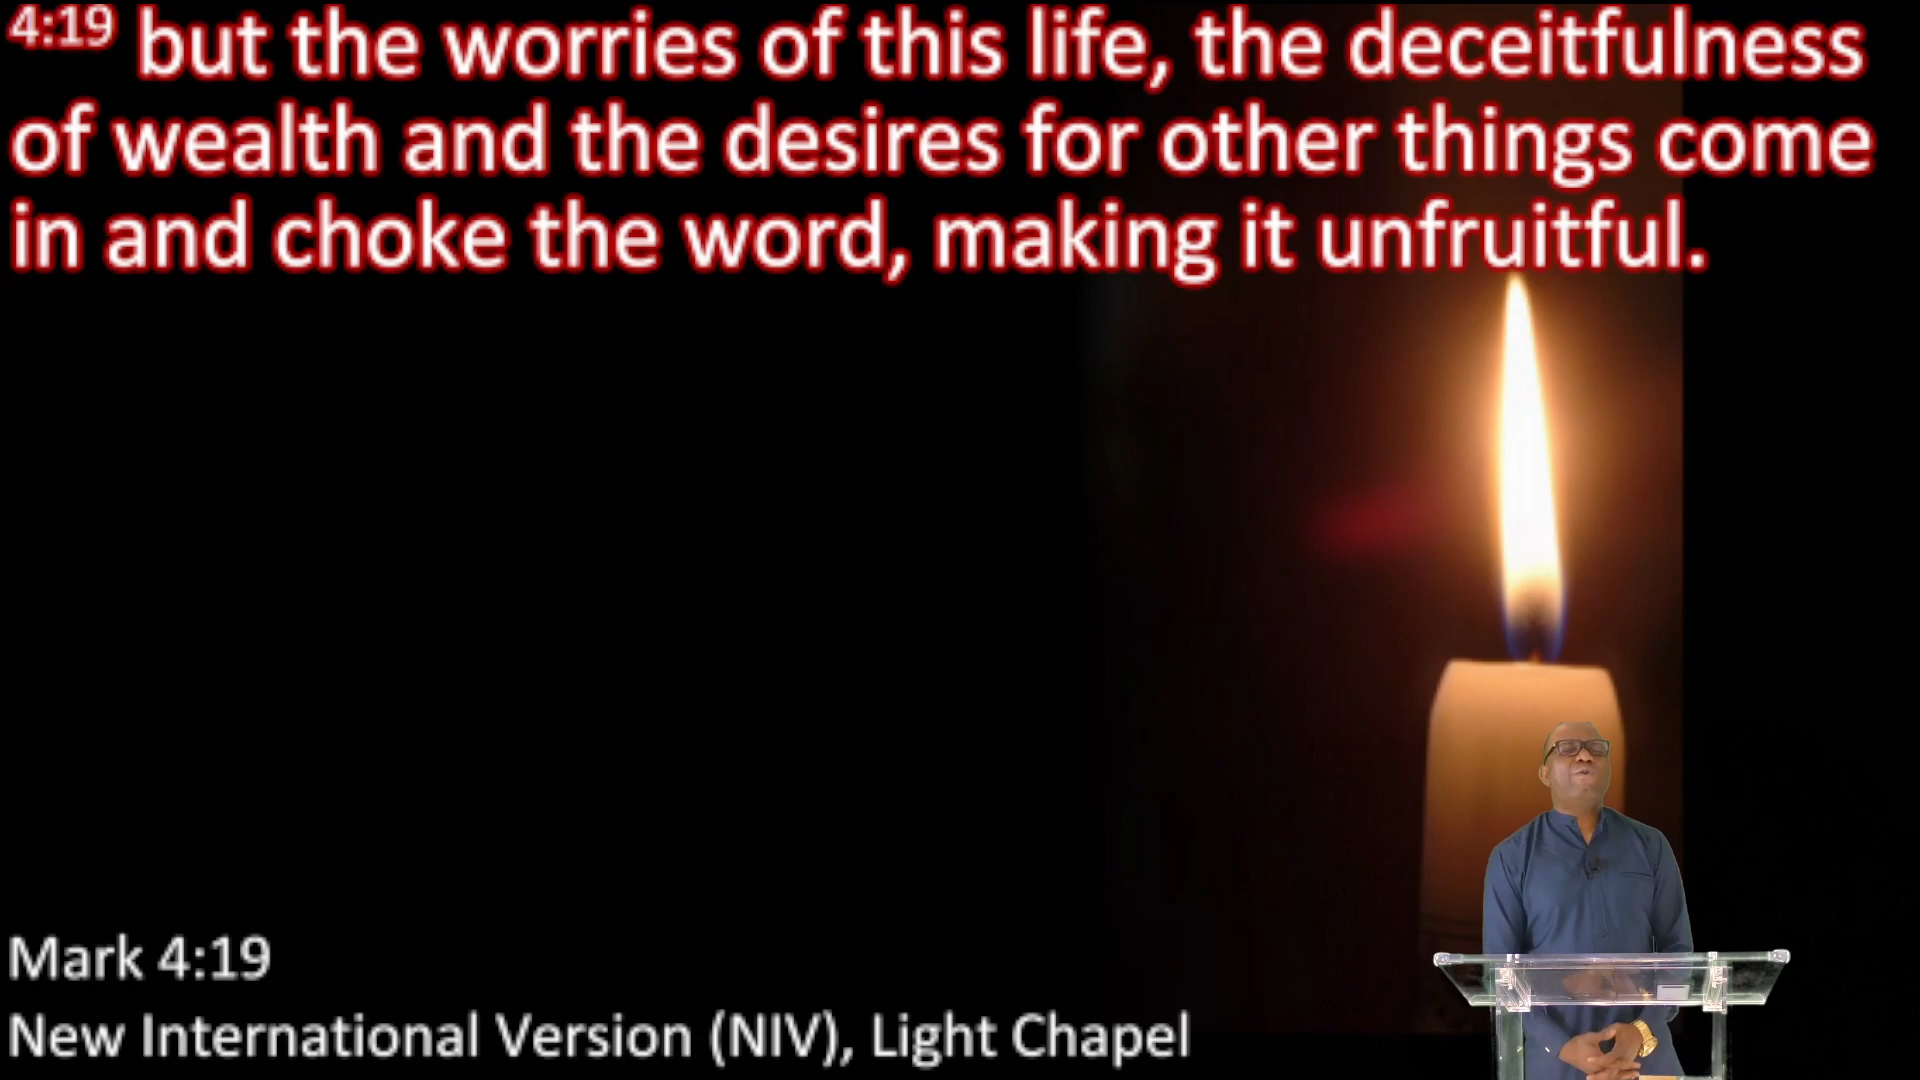 4:19 but the worries of this life, the deceitfulness
of wealth and the desires for other things come
in and choke the word, making it unfruitful.
Mark 4:19
New International Version (NIV), Light Chapel